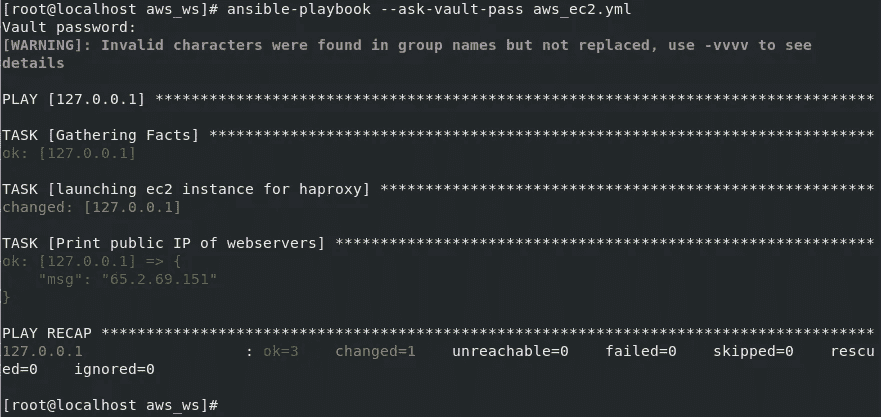 [root@localhost aws_ws]# ansible-playbook --ask-vault-pass aws_ec2.yml
Vault password:
[WARNING]: Invalid characters were found in group names but not replaced, use -vvvv to see
details
PLAY [127.0.0.1] ********************************************************************************
TASK [Gathering Facts] **************************************************************************
ok: [127.0.0.1]
TASK [launching ec2 instance for haproxy] *******************************************************
changed: [127.0.0.1]
TASK [Print public IP of webservers] ************************************************************
ok: [127.0.0.1] => {
    "msg": "65.2.69.151"
}
PLAY RECAP **************************************************************************************
127.0.0.1                  : ok=3    changed=1    unreachable=0    failed=0    skipped=0    rescu
ed=0    ignored=0
[root@localhost aws_ws]#